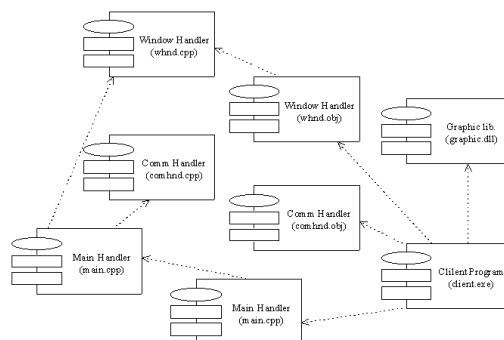 Window Handler
(whnd.cpp)
Window Handler
(whnd.obj)
Graphic lib.
(graphic.dll)
Comm Handler
(comhnd.cpp)
Comm Handler
(comhnd.obj)
Main Handler
(main.cpp)
Clilent Program
(client.exe)
Main Handler
(main.cpp)